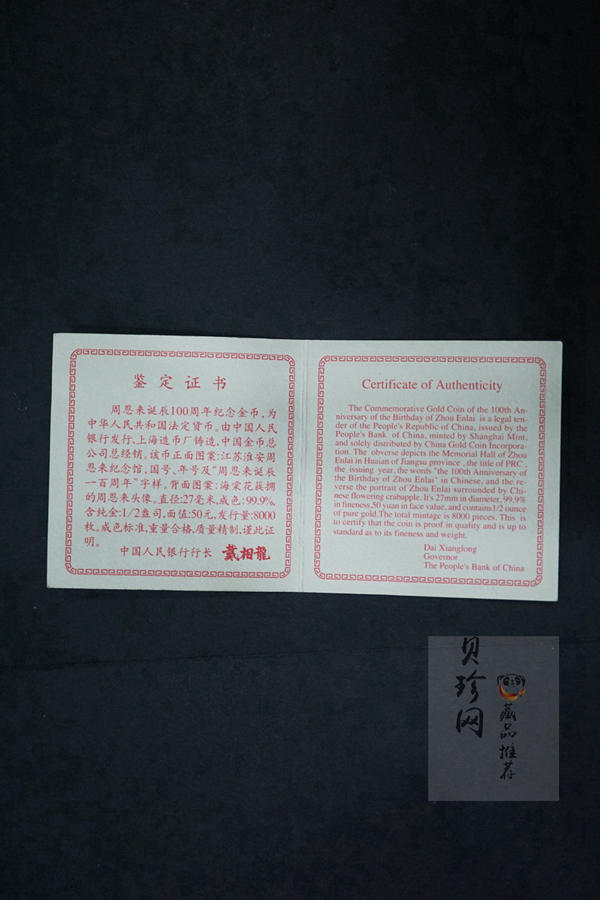 鉴定证书
周恩来诞辰100周年纪念金币,为
中华人民共和国法定货币。由中国人民
银行发行,上海造币厂铸造,中国金币总
公司总经销。该币正面图案:江苏淮安周
恩来纪念馆,国号、年号及"周恩来诞辰
一百周年"字样,背面图案:海棠花簇拥
的周恩来头像。直径:27毫米,成色:99.9%,
含纯金:1/2盎司,面值:50元,发行量:8000
枚,成色标准,重量合格,质量精制,谨此证
明。
中国人民银行行长 戴相龍
Certificate of Authenticity
The Commemorative Gold Coin of the 100th An-
niversary of the Birthday of Zhou Enlai is a legal ten-
der of the People's Republic of China, issued by the
People's Bank of China, minted by Shanghai Mint,
and solely distributed by China Gold Coin Incorpora-
tion. The obverse depicts the Memorial Hall of Zhou
Enlai in Huaian of Jiangsu province , the title of PRC ,
the issuing year, the words "the 100th Anniversary of
the Birthday of Zhou Enlai" in Chinese, and the re-
verse the portrait of Zhou Enlai surrounded by Chi-
nese flowering crabapple. It's 27mm in diameter, 99.9%
in fineness,50 yuan in face value, and contains1/2 ounce
of pure gold.The total mintage is 8000 pieces. This is
to certify that the coin is proof in quality and is up to
standard as to its fineness and weight.
Dai Xianglong
Governor
The People's Bank of China
贝珍网
藏品推荐